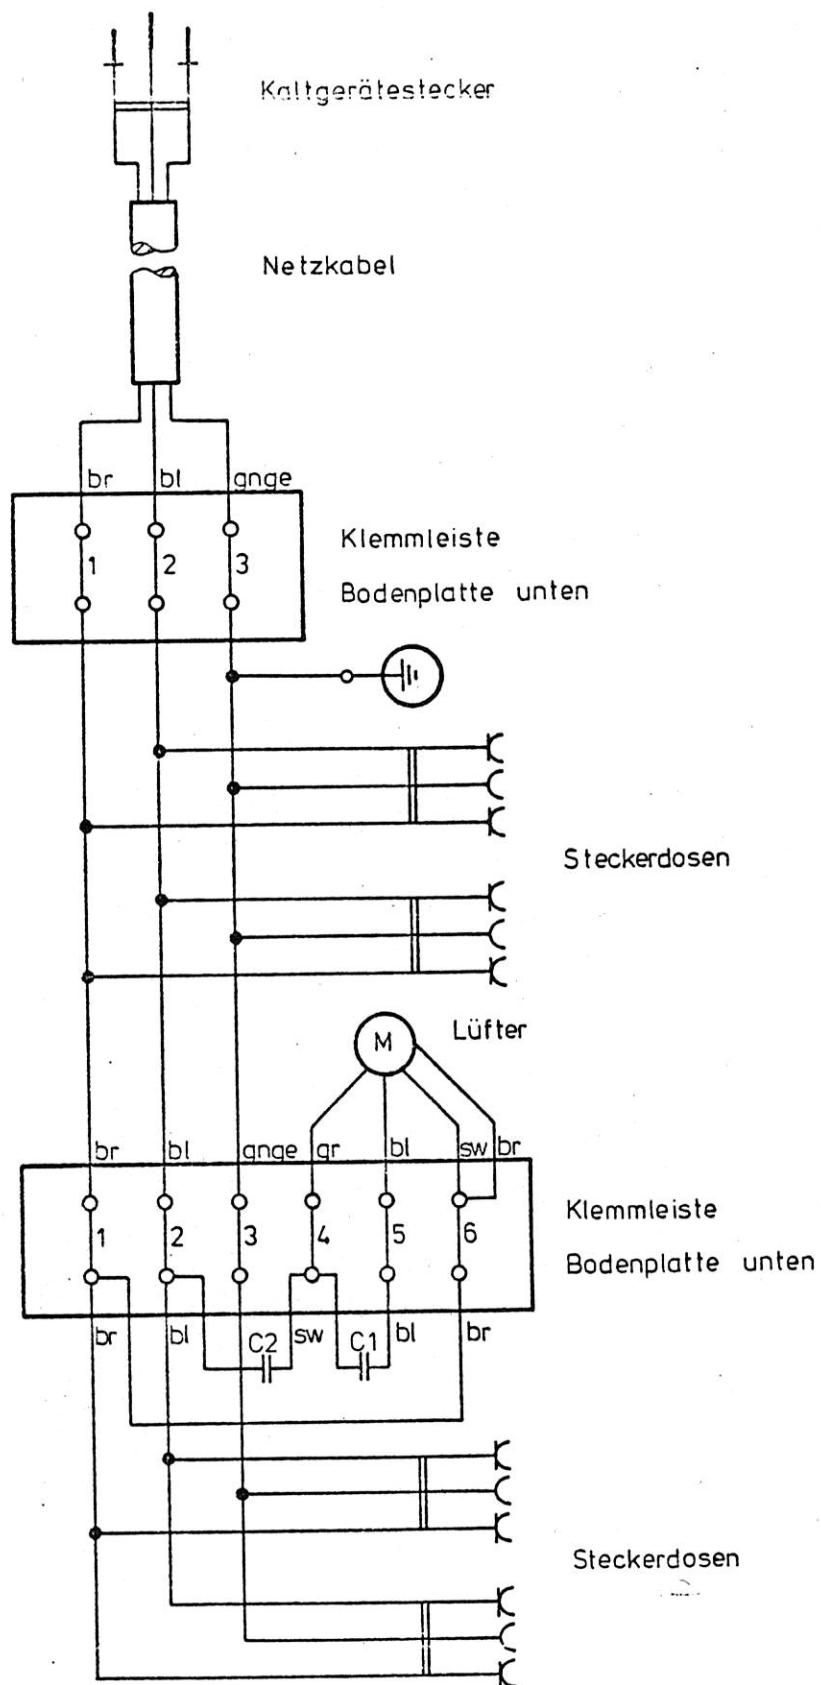 Kaltgerätestecker
Netzkabel
br bl gnge
1 2 3
Klemmleiste
Bodenplatte unten
Steckerdosen
M Lüfter
br bl gnge gr bl sw br
1 2 3 4 5 6
Klemmleiste
Bodenplatte unten
br bl C2 sw C1 bl br
Steckerdosen